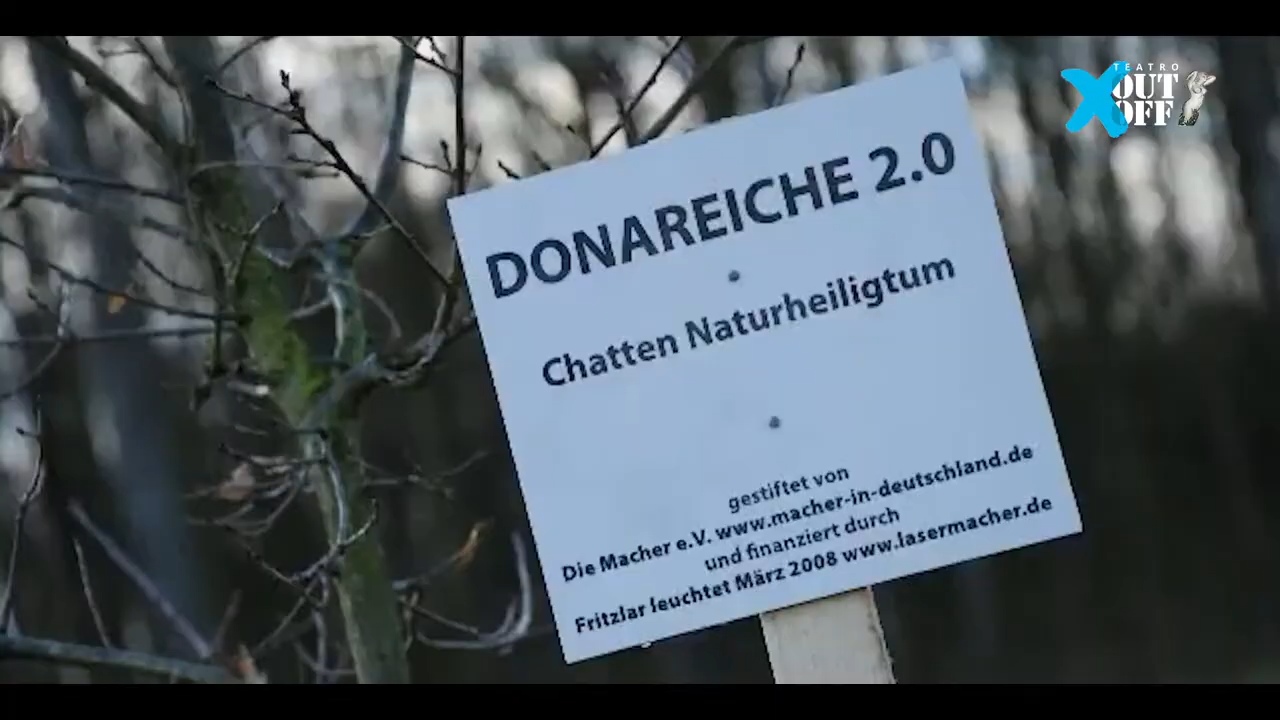 TEATRO
OUT
OFF
DONAREICHE 2.0
Chatten Naturheiligtum
gestiftet von
Die Macher e.V. www.macher-in-deutschland.de
und finanziert durch
Fritzlar leuchtet März 2008 www.lasermacher.de